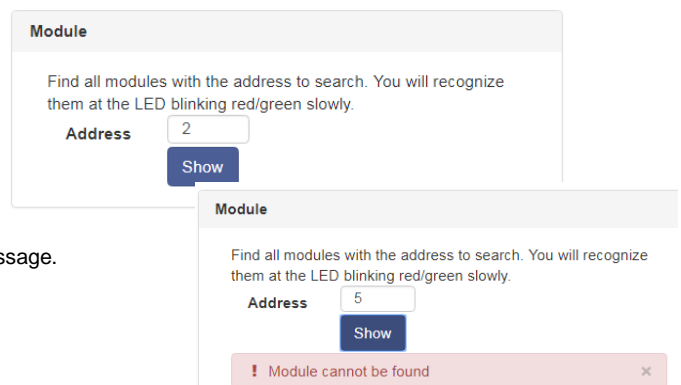 Module
Find all modules with the address to search. You will recognize
them at the LED blinking red/green slowly.
Address 2
Show
Module
Find all modules with the address to search. You will recognize
them at the LED blinking red/green slowly.
Address 5
Show
! Module cannot be found ×